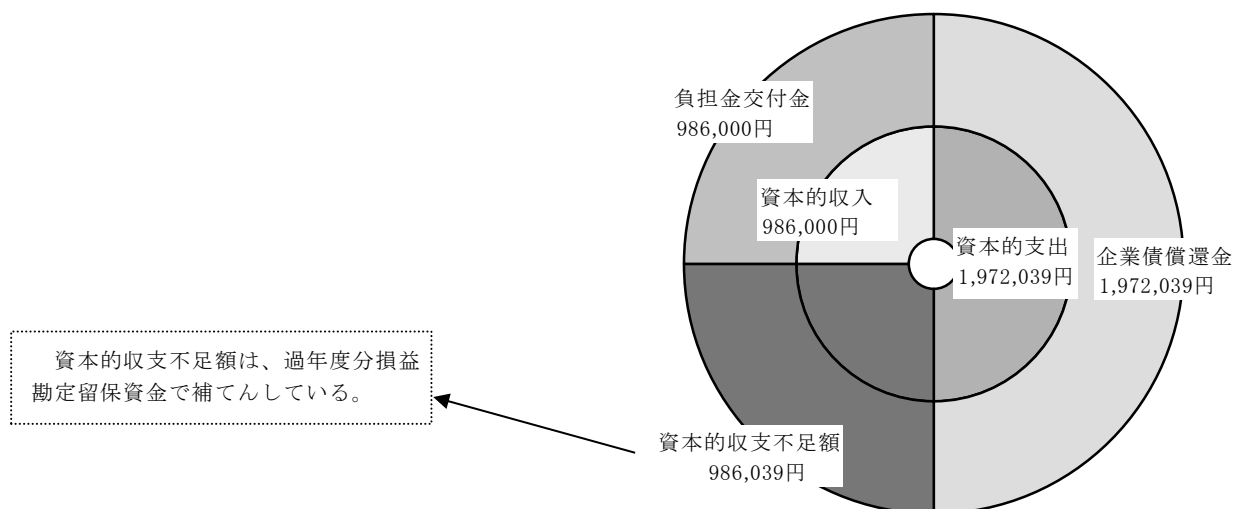 負担金交付金
986,000円
資本的収入
986,000円
資本的支出
1,972,039円
企業債償還金
1,972,039円
資本的収支不足額は、過年度分損益
勘定留保資金で補てんしている。
資本的収支不足額
986,039円